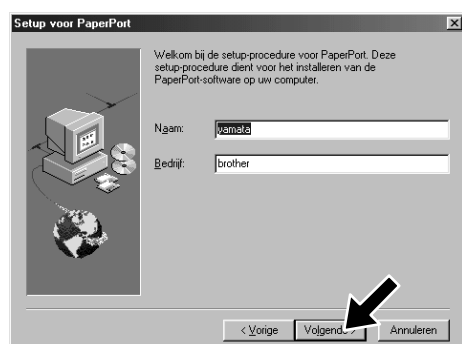 Setup voor PaperPort
Welkom bij de setup-procedure voor PaperPort. Deze
setup-procedure dient voor het installeren van de
PaperPort-software op uw computer.
Naam: yamata
Bedrijf: brother
< Vorige Volgende > Annuleren